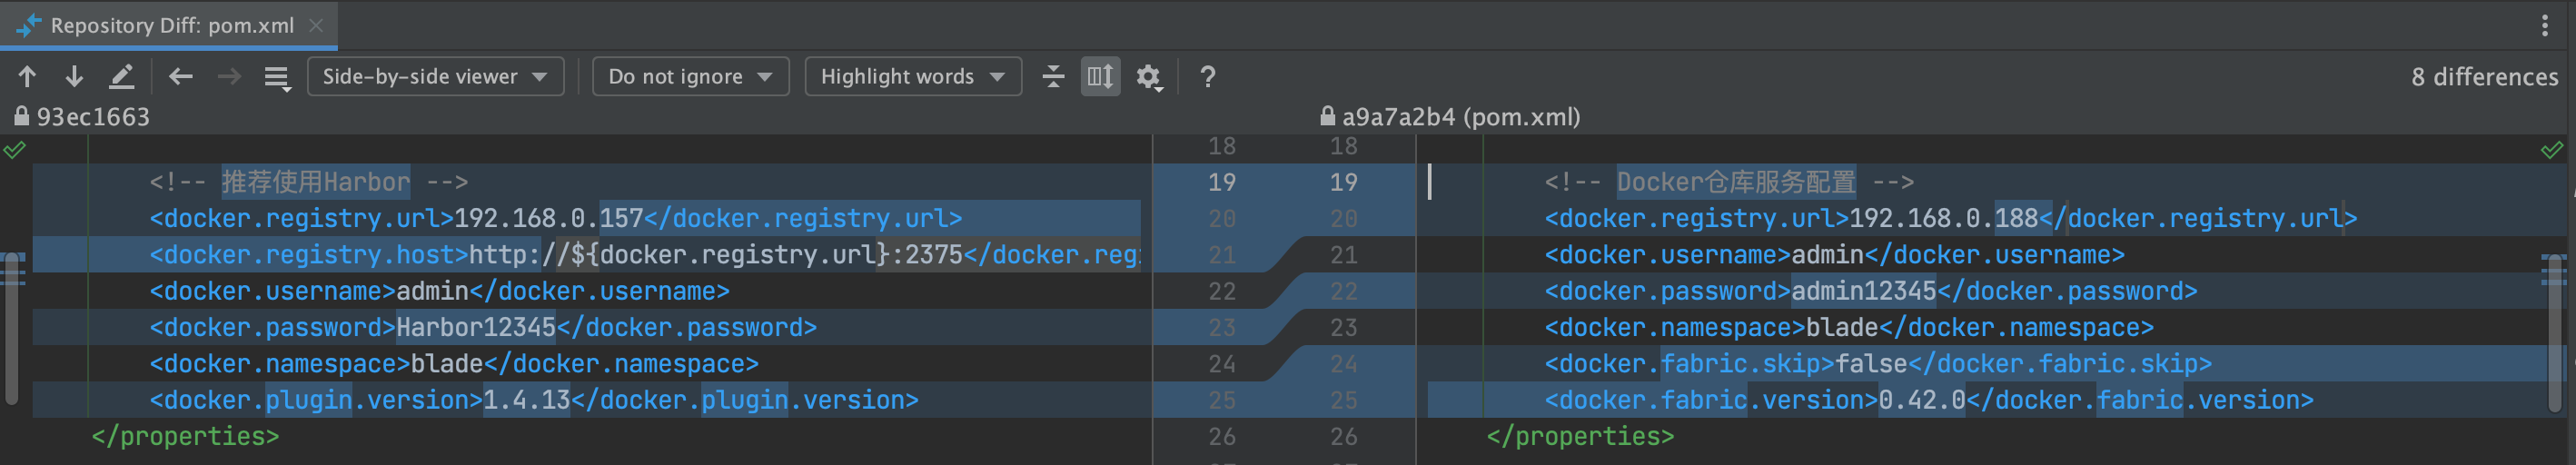 Repository Diff: pom.xml
Side-by-side viewer
Do not ignore
Highlight words
?
8 differences
93ec1663
a9a7a2b4 (pom.xml)
18 18
<!-- 推荐使用Harbor --> 19 19 <!-- Docker仓库服务配置 -->
<docker.registry.url>192.168.0.157</docker.registry.url> 20 20 <docker.registry.url>192.168.0.188</docker.registry.url>
<docker.registry.host>http://${docker.registry.url}:2375</docker.reg 21 21 <docker.username>admin</docker.username>
<docker.username>admin</docker.username> 22 22 <docker.password>admin12345</docker.password>
<docker.password>Harbor12345</docker.password> 23 23 <docker.namespace>blade</docker.namespace>
<docker.namespace>blade</docker.namespace> 24 24 <docker.fabric.skip>false</docker.fabric.skip>
<docker.plugin.version>1.4.13</docker.plugin.version> 25 25 <docker.fabric.version>0.42.0</docker.fabric.version>
</properties> 26 26 </properties>